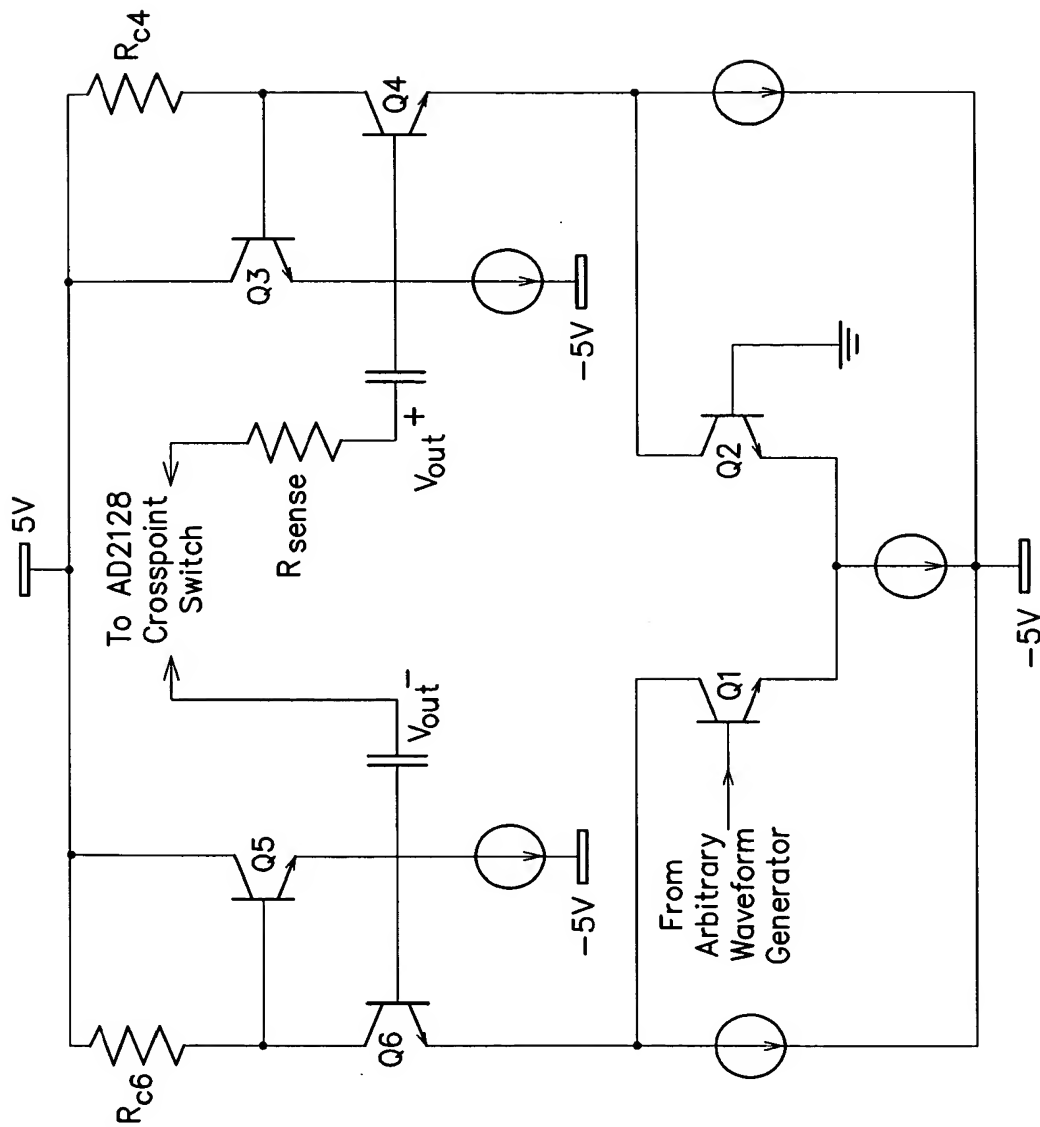 5V
Rc6
To AD2128
Crosspoint
Switch
Rc4
Q5
Q6
Vout-
Rsense
Vout+
Q3
Q4
-5V
-5V
From
Arbitrary
Waveform
Generator
Q1
Q2
-5V